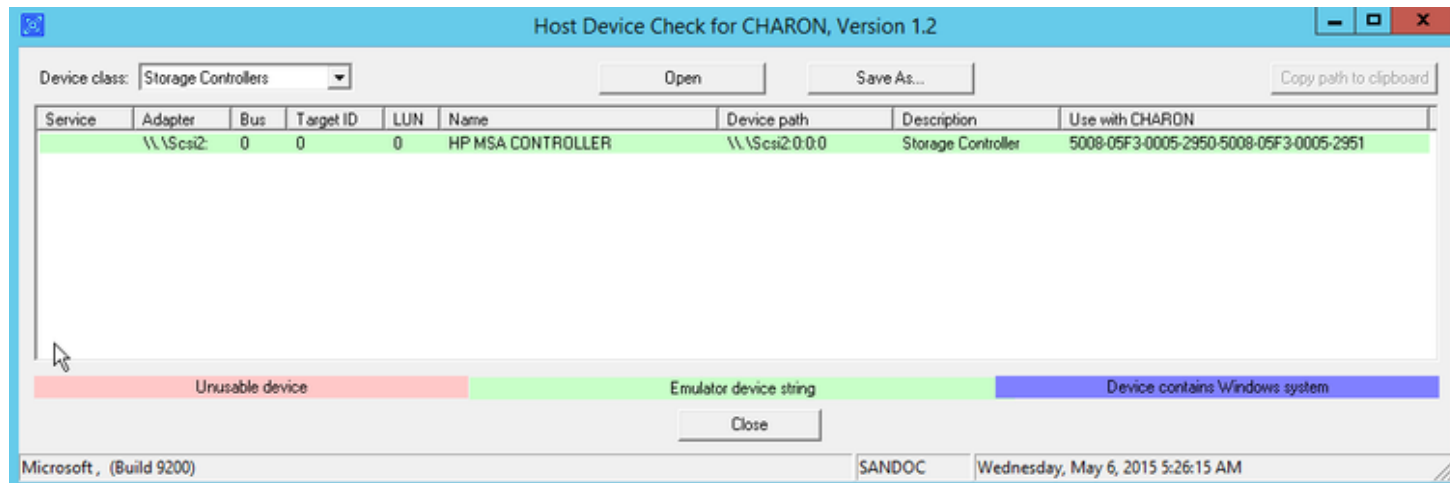 Host Device Check for CHARON, Version 1.2
Device class: Storage Controllers Open Save As... Copy path to clipboard
Service Adapter Bus Target ID LUN Name Device path Description Use with CHARON
\\.\Scsi2: 0 0 0 HP MSA CONTROLLER \\.\Scsi2:0:0:0 Storage Controller 5008-05F3-0005-2950-5008-05F3-0005-2951
Unusable device Emulator device string Device contains Windows system
Close
Microsoft , (Build 9200) SANDOC Wednesday, May 6, 2015 5:26:15 AM